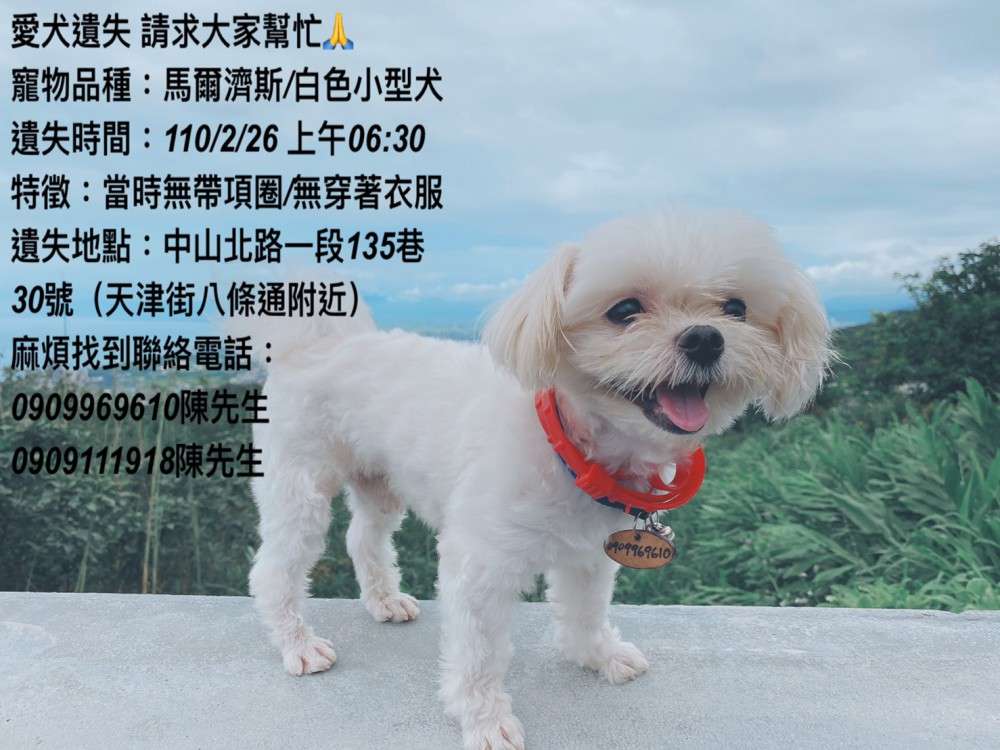 愛犬遺失 請求大家幫忙🙏
寵物品種：馬爾濟斯/白色小型犬
遺失時間：110/2/26 上午06:30
特徵：當時無帶項圈/無穿著衣服
遺失地點：中山北路一段135巷
30號（天津街八條通附近）
麻煩找到聯絡電話：
0909969610陳先生
0909111918陳先生
0909969610